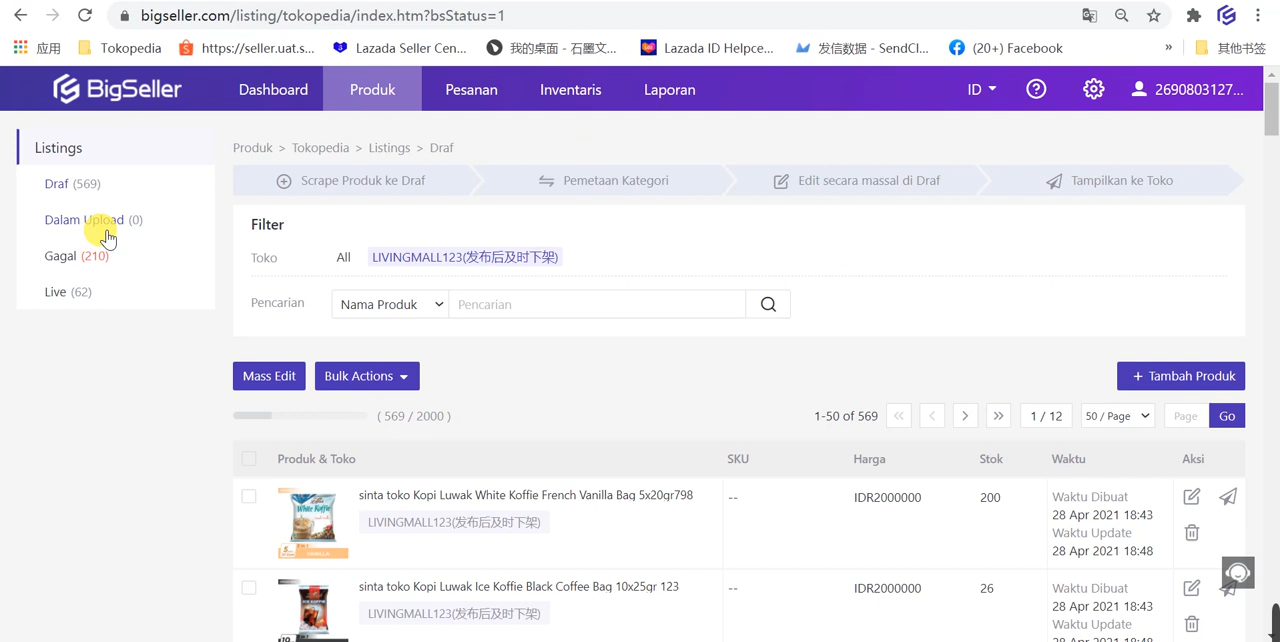 bigseller.com/listing/tokopedia/index.htm?bsStatus=1
应用 Tokopedia https://seller.uat.s... Lazada Seller Cen... 我的桌面 - 石墨文... Lazada ID Helpce... 发信数据 - SendCl... (20+) Facebook » 其他书签
BigSeller Dashboard Produk Pesanan Inventaris Laporan ID 2690803127...
Listings
Draf (569)
Dalam Upload (0)
Gagal (210)
Live (62)
Produk > Tokopedia > Listings > Draf
Scrape Produk ke Draf Pemetaan Kategori Edit secara massal di Draf Tampilkan ke Toko
Filter
Toko All LIVINGMALL123(发布后及时下架)
Pencarian Nama Produk Pencarian
Mass Edit Bulk Actions + Tambah Produk
( 569 / 2000 ) 1-50 of 569 << < > >> 1 / 12 50 / Page Page Go
Produk & Toko SKU Harga Stok Waktu Aksi
sinta toko Kopi Luwak White Koffie French Vanilla Bag 5x20gr798 -- IDR2000000 200 Waktu Dibuat
LIVINGMALL123(发布后及时下架) 28 Apr 2021 18:43
Waktu Update
28 Apr 2021 18:48
White Koffie
sinta toko Kopi Luwak Ice Koffie Black Coffee Bag 10x25gr 123 -- IDR2000000 26 Waktu Dibuat
LIVINGMALL123(发布后及时下架) 28 Apr 2021 18:43
Waktu Update
28 Apr 2021 18:44